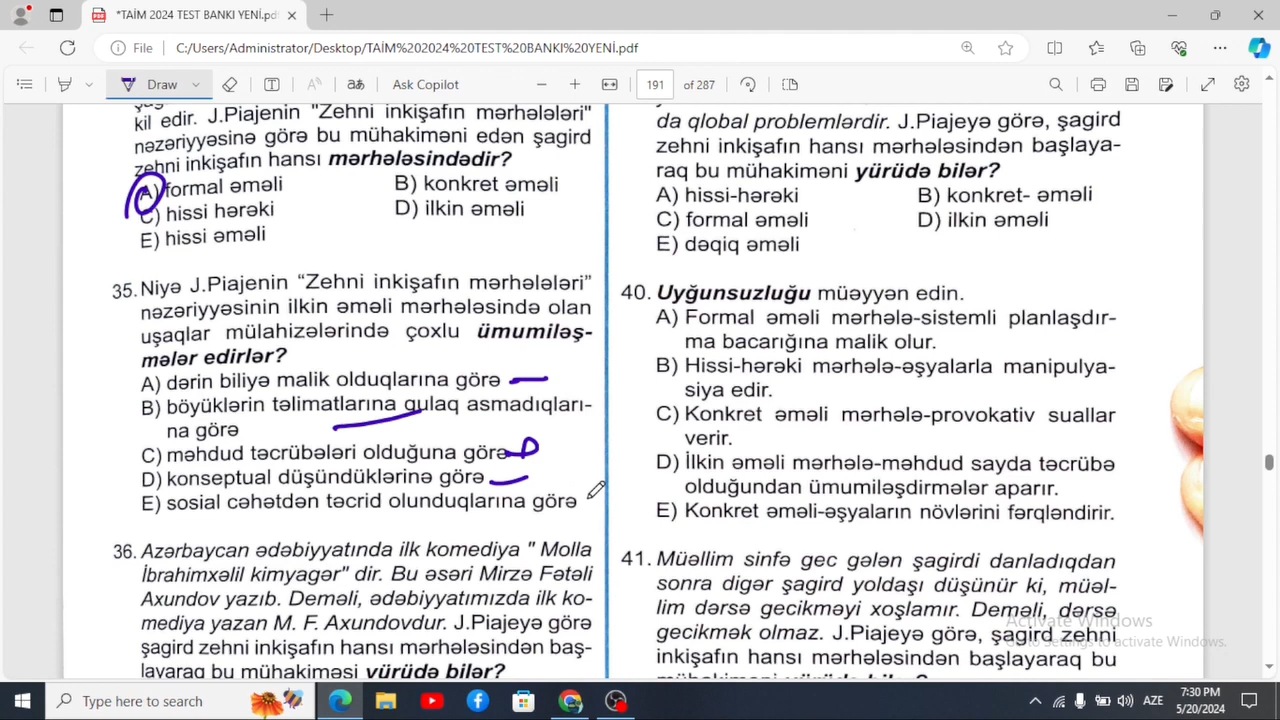 *TAİM 2024 TEST BANKI YENİ.pdf
File C:/Users/Administrator/Desktop/TAİM%202024%20TEST%20BANKI%20YENİ.pdf
Draw Ask Copilot 191 of 287
kil edir. J.Piajenin "Zehni inkişafın mərhələləri"
nəzəriyyəsinə görə bu mühakiməni edən şagird
zehni inkişafın hansı mərhələsindədir?
A) formal əməli B) konkret əməli
C) hissi hərəki D) ilkin əməli
E) hissi əməli
35. Niyə J.Piajenin “Zehni inkişafın mərhələləri”
nəzəriyyəsinin ilkin əməli mərhələsində olan
uşaqlar mülahizələrində çoxlu ümumiləş-
mələr edirlər?
A) dərin biliyə malik olduqlarına görə
B) böyüklərin təlimatlarına qulaq asmadıqları-
na görə
C) məhdud təcrübələri olduğuna görə
D) konseptual düşündüklərinə görə
E) sosial cəhətdən təcrid olunduqlarına görə
36. Azərbaycan ədəbiyyatında ilk komediya " Molla
İbrahimxəlil kimyagər" dir. Bu əsəri Mirzə Fətəli
Axundov yazıb. Deməli, ədəbiyyatımızda ilk ko-
mediya yazan M. F. Axundovdur. J.Piajeyə görə
şagird zehni inkişafın hansı mərhələsindən baş-
layaraq bu mühakiməsi yürüdə bilər?
da qlobal problemlərdir. J.Piajeyə görə, şagird
zehni inkişafın hansı mərhələsindən başlaya-
raq bu mühakiməni yürüdə bilər?
A) hissi-hərəki B) konkret- əməli
C) formal əməli D) ilkin əməli
E) dəqiq əməli
40. Uyğunsuzluğu müəyyən edin.
A) Formal əməli mərhələ-sistemli planlaşdır-
ma bacarığına malik olur.
B) Hissi-hərəki mərhələ-əşyalarla manipulya-
siya edir.
C) Konkret əməli mərhələ-provokativ suallar
verir.
D) İlkin əməli mərhələ-məhdud sayda təcrübə
olduğundan ümumiləşdirmələr aparır.
E) Konkret əməli-əşyaların növlərini fərqləndirir.
41. Müəllim sinfə gec gələn şagirdi danladıqdan
sonra digər şagird yoldaşı düşünür ki, müəl-
lim dərsə gecikməyi xoşlamır. Deməli, dərsə
gecikmək olmaz. J.Piajeyə görə, şagird zehni
inkişafın hansı mərhələsindən başlayaraq bu
Activate Windows
Go to Settings to activate Windows.
Type here to search
AZE
7:30 PM
5/20/2024